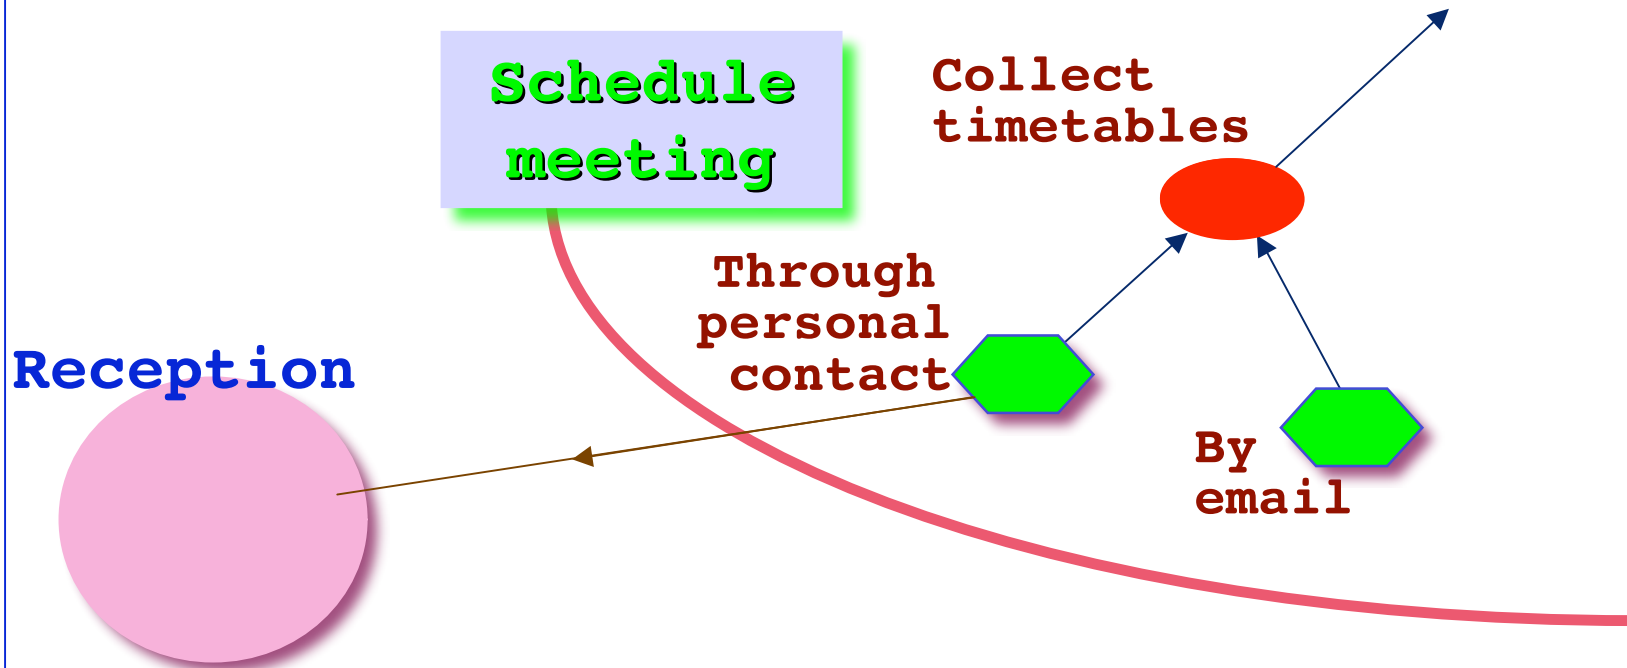 Schedule
meeting
Collect
timetables
Through
personal
contact
Reception
By
email